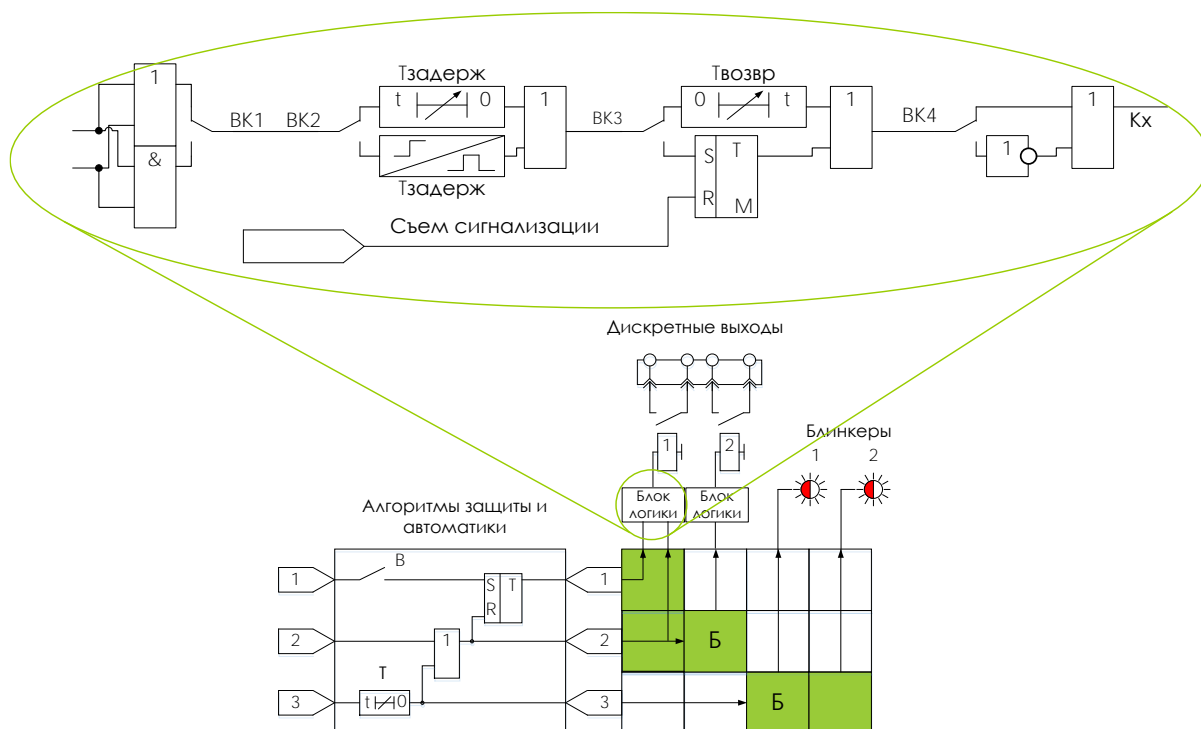 Тзадерж
Твозвр
1
t
0
1
0
t
1
1
ВК1
ВК2
ВК3
ВК4
Кх
&
S
T
1
Тзадерж
R
М
Съем сигнализации
Дискретные выходы
1
2
Блинкеры
1
2
Блок логики
Блок логики
Алгоритмы защиты и
автоматики
1
В
S
T
R
1
2
1
2
Б
Т
3
t
0
3
Б